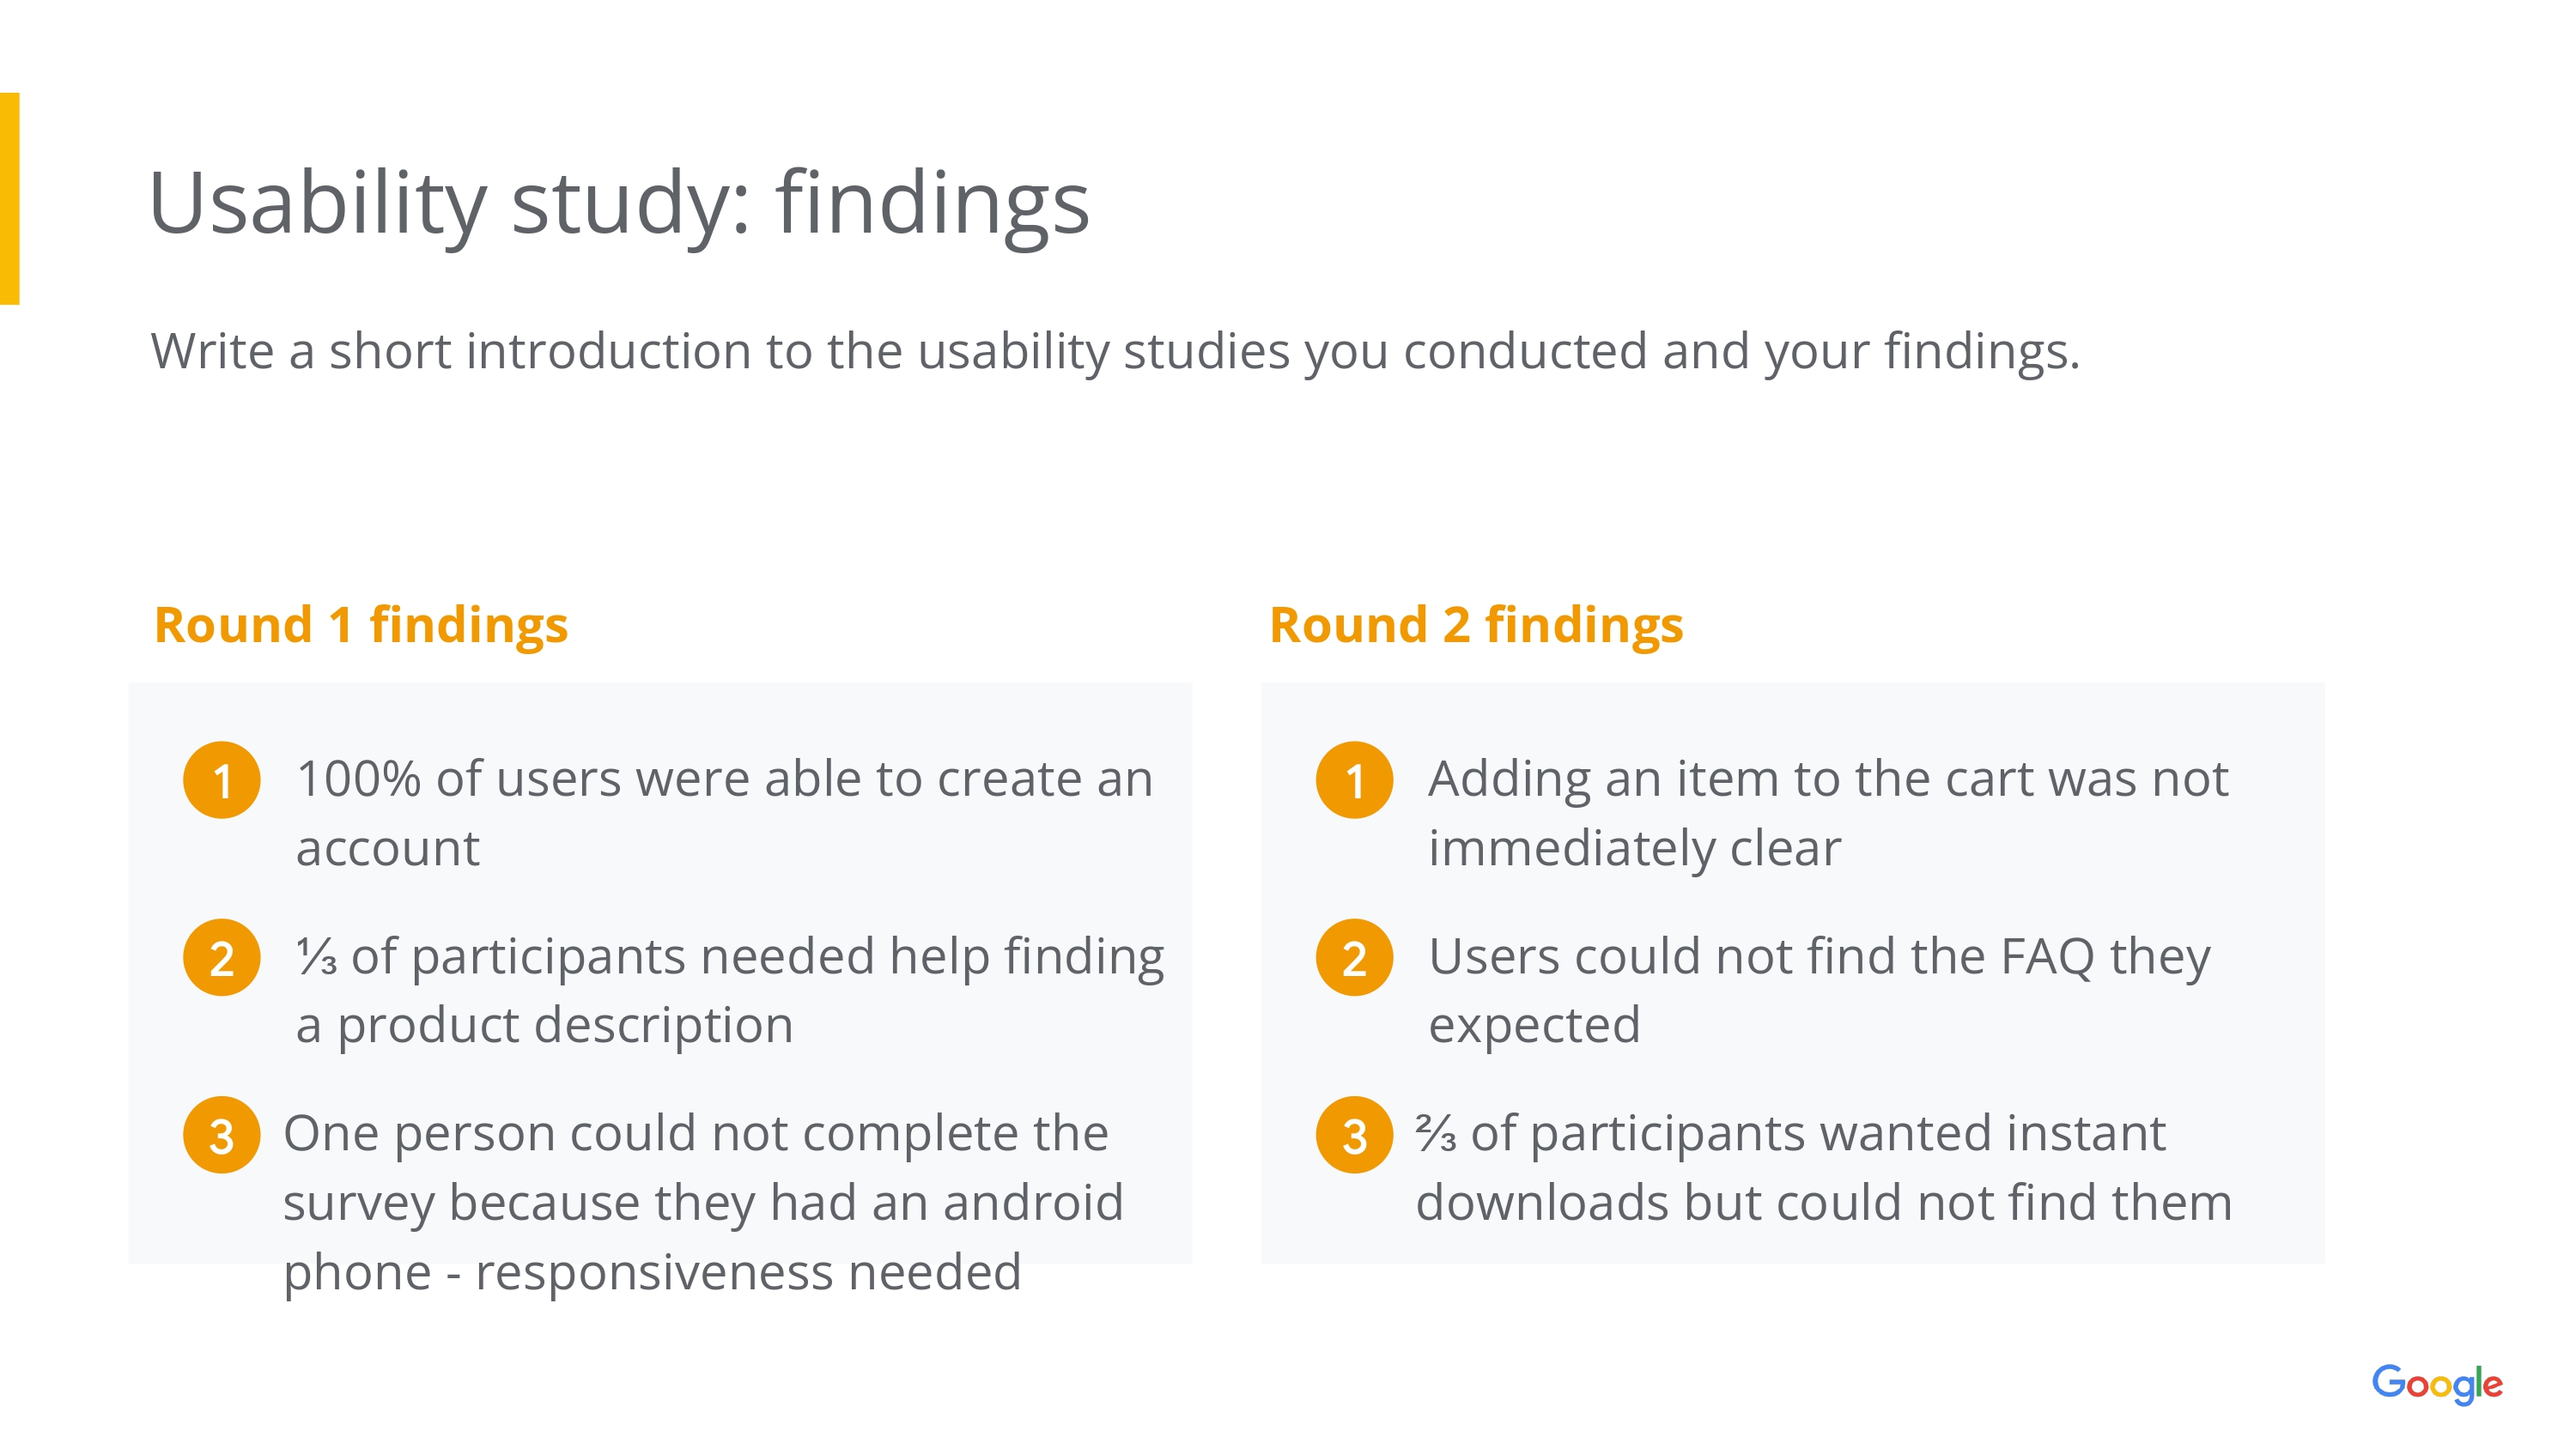 Usability study: findings
Write a short introduction to the usability studies you conducted and your findings.
Round 1 findings
1 100% of users were able to create an
account
2 ⅓ of participants needed help finding
a product description
3 One person could not complete the
survey because they had an android
phone - responsiveness needed
Round 2 findings
1 Adding an item to the cart was not
immediately clear
2 Users could not find the FAQ they
expected
3 ⅔ of participants wanted instant
downloads but could not find them
Google